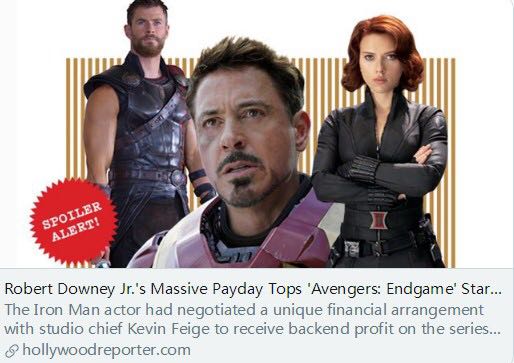 SPOILER
ALERT!
Robert Downey Jr.'s Massive Payday Tops 'Avengers: Endgame' Star...
The Iron Man actor had negotiated a unique financial arrangement
with studio chief Kevin Feige to receive backend profit on the series...
hollywoodreporter.com